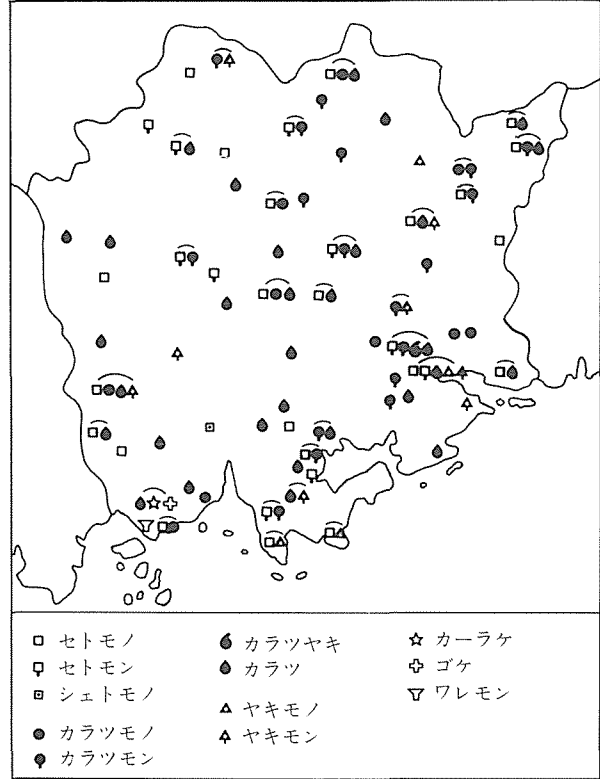 セトモノ
セトモン
シェトモノ
カラツモノ
カラツモン
カラツヤキ
カラツ
ヤキモノ
ヤキモン
カーラケ
ゴケ
ワレモン